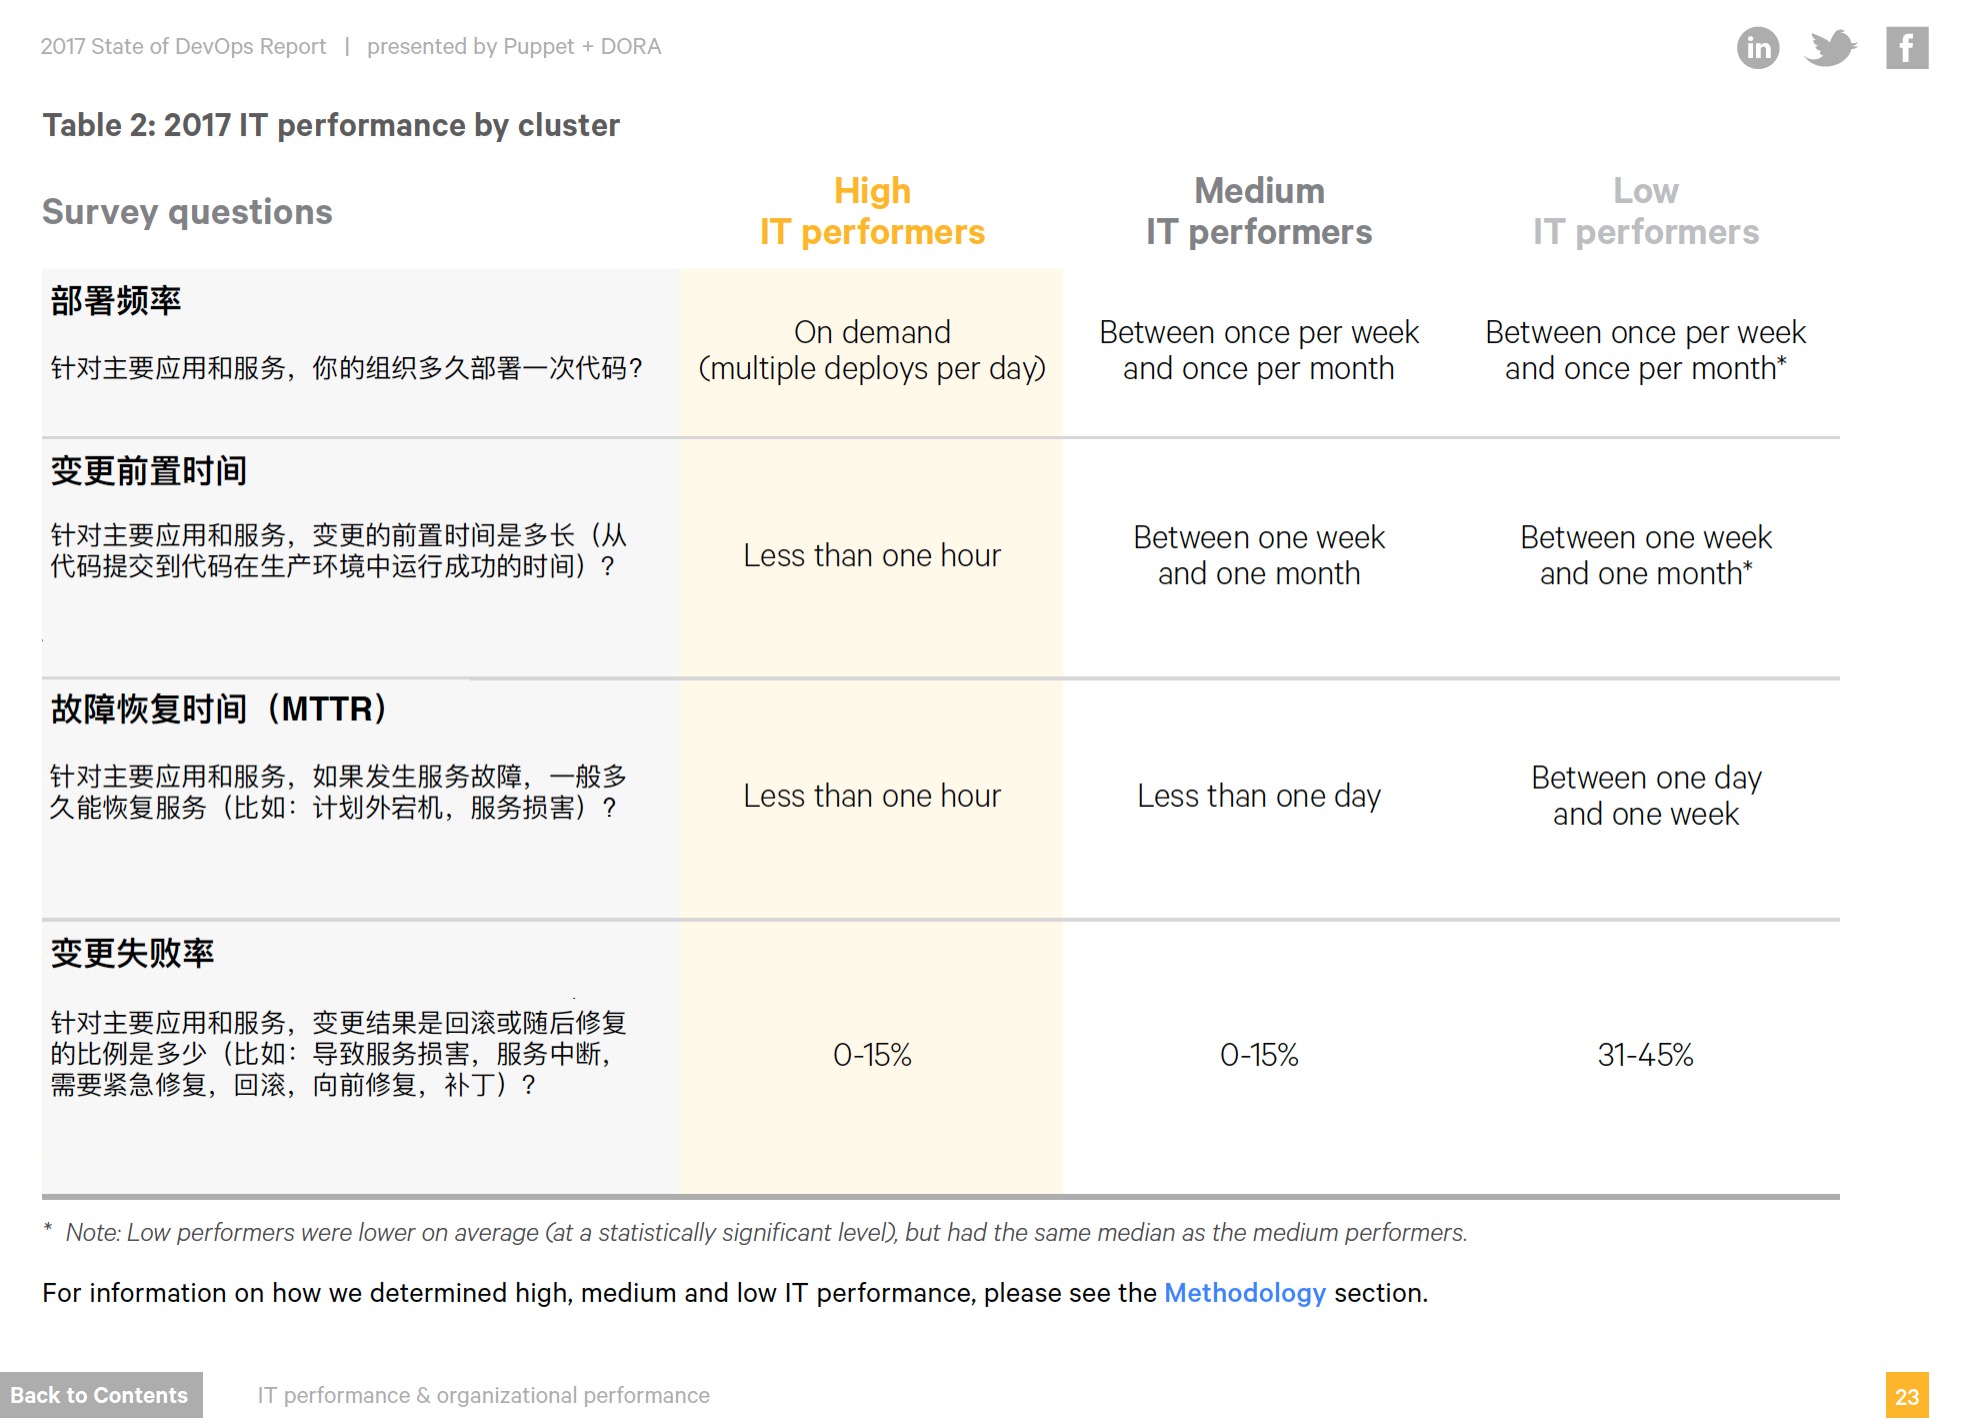 2017 State of DevOps Report | presented by Puppet + DORA
in
f
Table 2: 2017 IT performance by cluster
Survey questions
High
IT performers
Medium
IT performers
Low
IT performers
部署频率
针对主要应用和服务，你的组织多久部署一次代码?
On demand
(multiple deploys per day)
Between once per week
and once per month
Between once per week
and once per month*
变更前置时间
针对主要应用和服务，变更的前置时间是多长（从
代码提交到代码在生产环境中运行成功的时间）?
Less than one hour
Between one week
and one month
Between one week
and one month*
故障恢复时间（MTTR）
针对主要应用和服务，如果发生服务故障，一般多
久能恢复服务（比如：计划外宕机，服务损害）?
Less than one hour
Less than one day
Between one day
and one week
变更失败率
针对主要应用和服务，变更结果是回滚或随后修复
的比例是多少（比如：导致服务损害，服务中断，
需要紧急修复，回滚，向前修复，补丁）?
0-15%
0-15%
31-45%
* Note: Low performers were lower on average (at a statistically significant level), but had the same median as the medium performers.
For information on how we determined high, medium and low IT performance, please see the Methodology section.
Back to Contents
IT performance & organizational performance
23